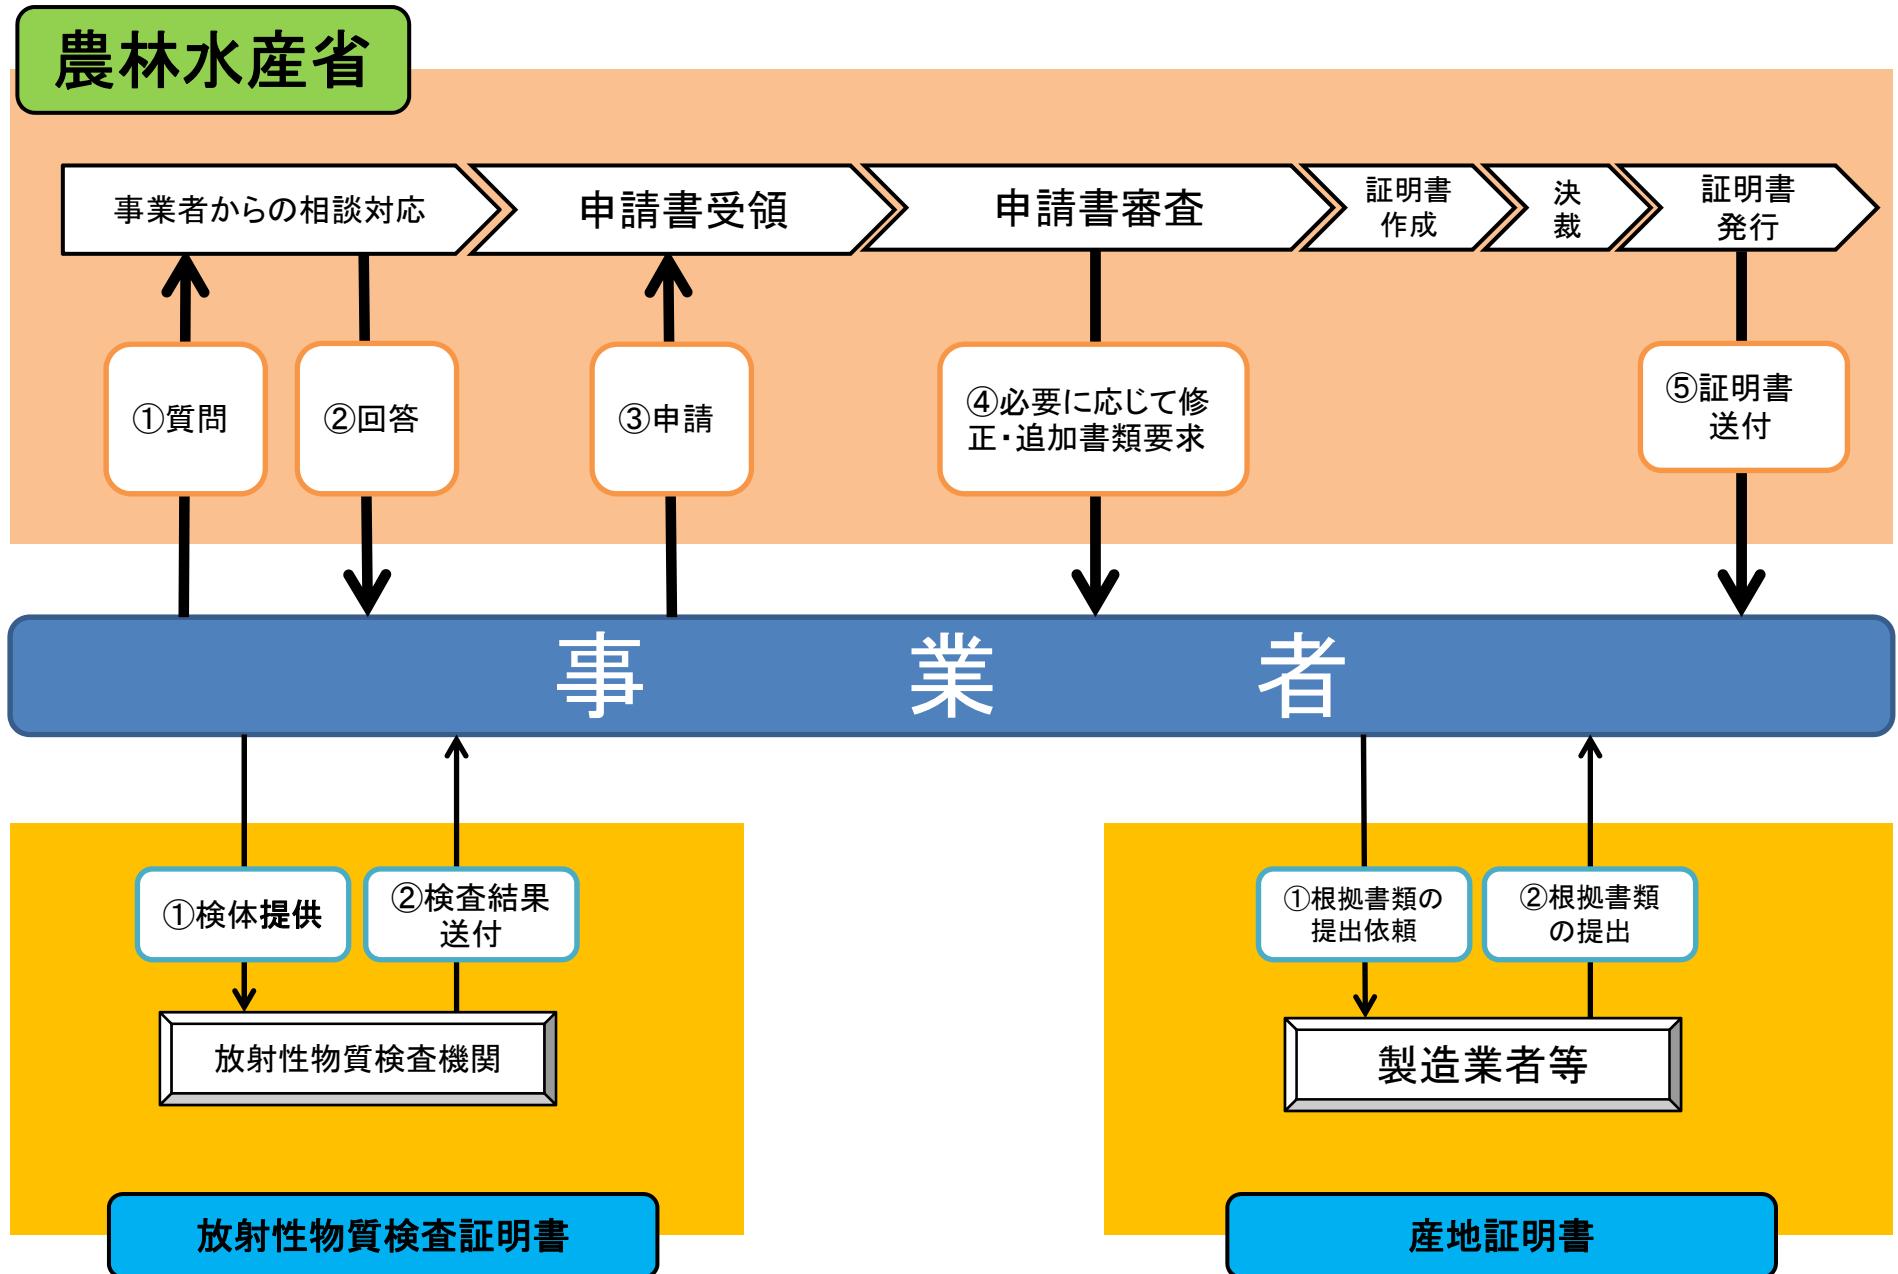 農林水産省
事業者からの相談対応
申請書受領
申請書審査
証明書
作成
決
裁
証明書
発行
①質問
②回答
③申請
④必要に応じて修
正・追加書類要求
⑤証明書
送付
事業者
①検体提供
②検査結果
送付
①根拠書類の
提出依頼
②根拠書類
の提出
放射性物質検査機関
製造業者等
放射性物質検査証明書
産地証明書